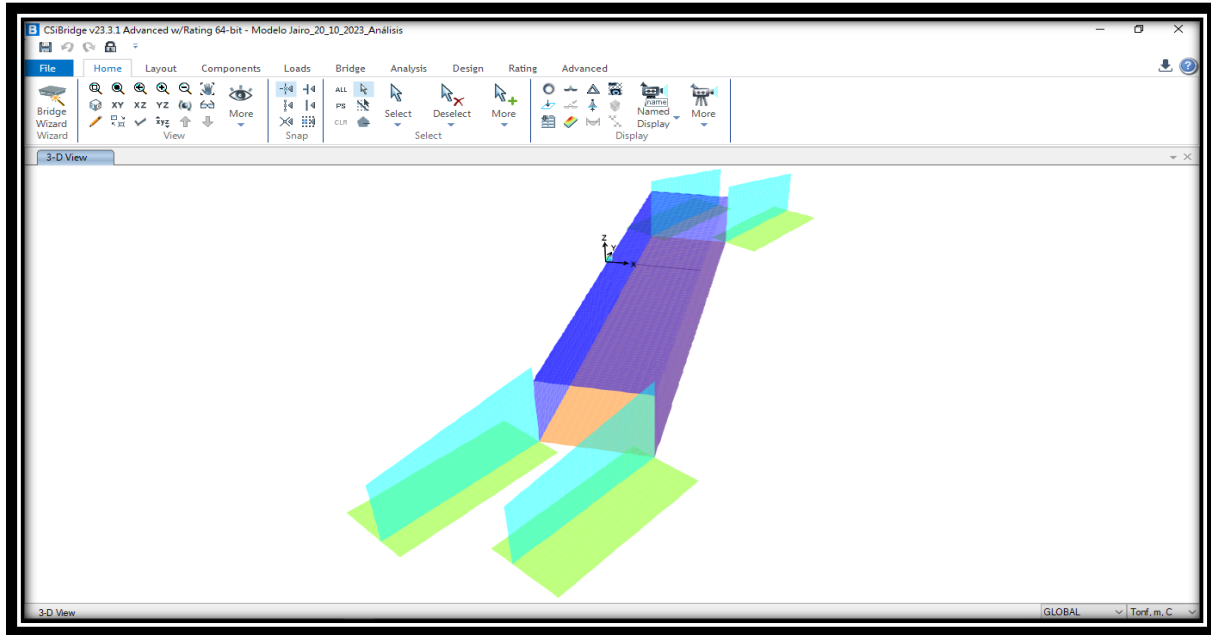 B CSiBridge v23.3.1 Advanced w/Rating 64-bit - Modelo Jairo_20_10_2023_Análisis
File Home Layout Components Loads Bridge Analysis Design Rating Advanced
Bridge Wizard
XY XZ YZ
xyz
More
ALL
PS
CLR
Select
Deselect
More
name
Named Display
More
Wizard View Snap Select Display
3-D View
Z
Y
X
3-D View GLOBAL Tonf, m, C